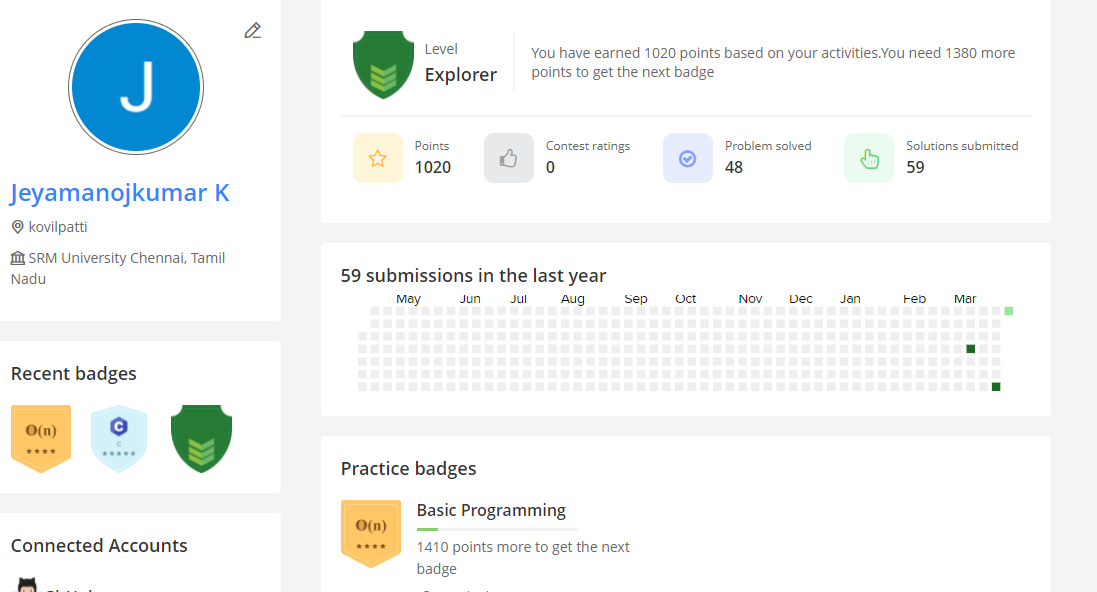 J
Jeyamanojkumar K
kovilpatti
SRM University Chennai, Tamil
Nadu
Recent badges
O(n)
C
C
Connected Accounts
Level
Explorer
You have earned 1020 points based on your activities.You need 1380 more
points to get the next badge
Points
1020
Contest ratings
0
Problem solved
48
Solutions submitted
59
59 submissions in the last year
May Jun Jul Aug Sep Oct Nov Dec Jan Feb Mar
Practice badges
O(n)
Basic Programming
1410 points more to get the next
badge